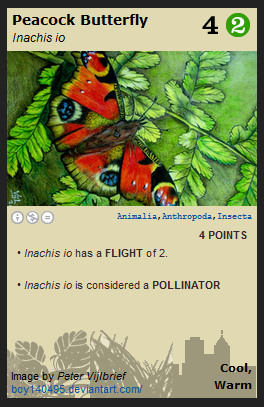 Peacock Butterfly
4 2
Inachis io
Animalia,Anthropoda,Insecta
4 POINTS
• Inachis io has a FLIGHT of 2.
• Inachis io is considered a POLLINATOR
Cool,
Warm
Image by Peter Vijlbrief
boy140495.deviantart.com/